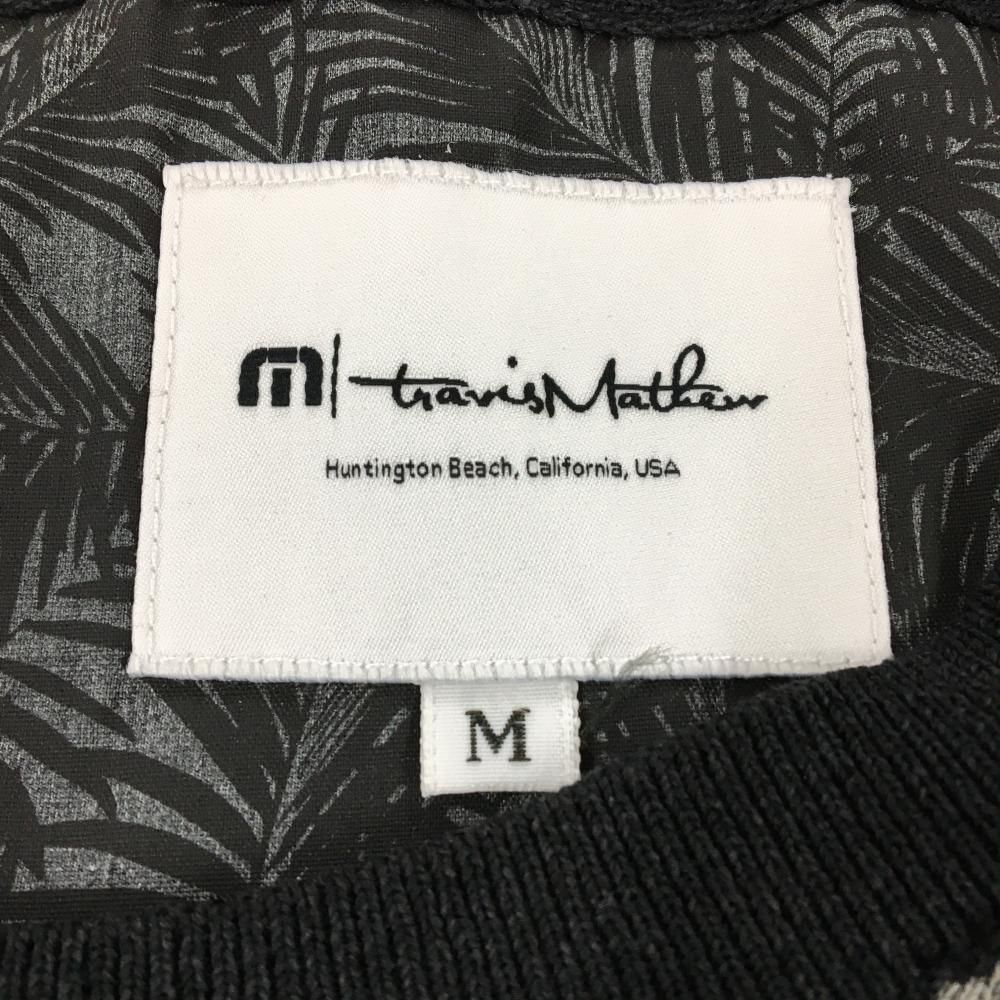 travisMathew
Huntington Beach, California, USA
M